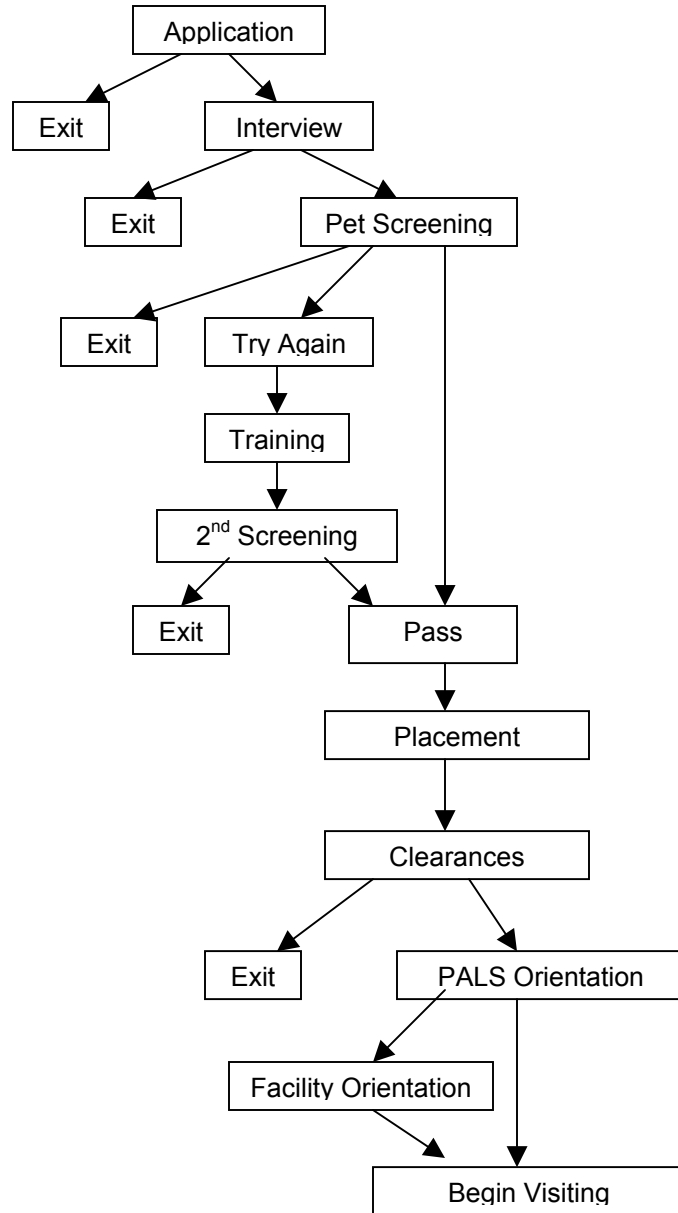 Application
Exit
Interview
Exit
Pet Screening
Exit
Try Again
Training
2nd Screening
Exit
Pass
Placement
Clearances
Exit
PALS Orientation
Facility Orientation
Begin Visiting